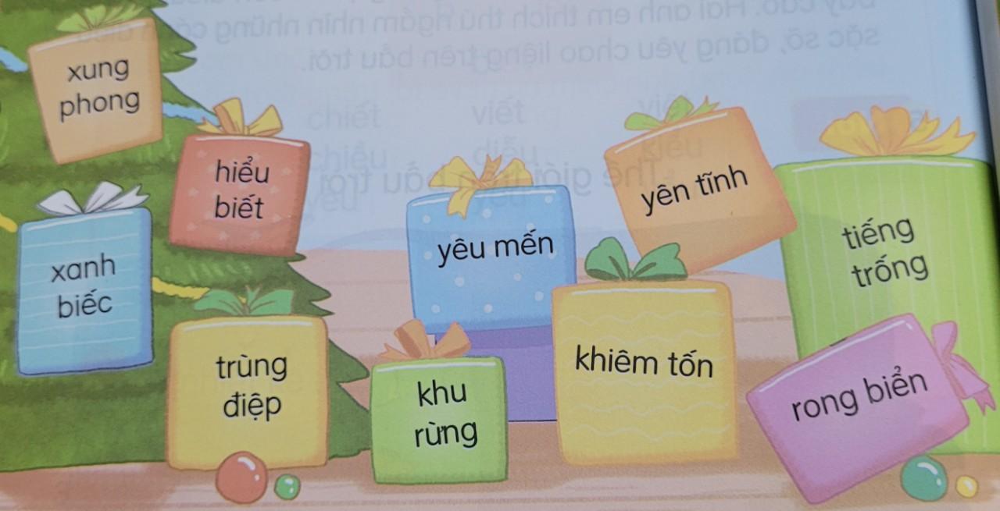 xung
phong
hiểu
biết
yên tĩnh
xanh
biếc
yêu mến
tiếng
trống
trùng
điệp
khu
rừng
khiêm tốn
rong biển